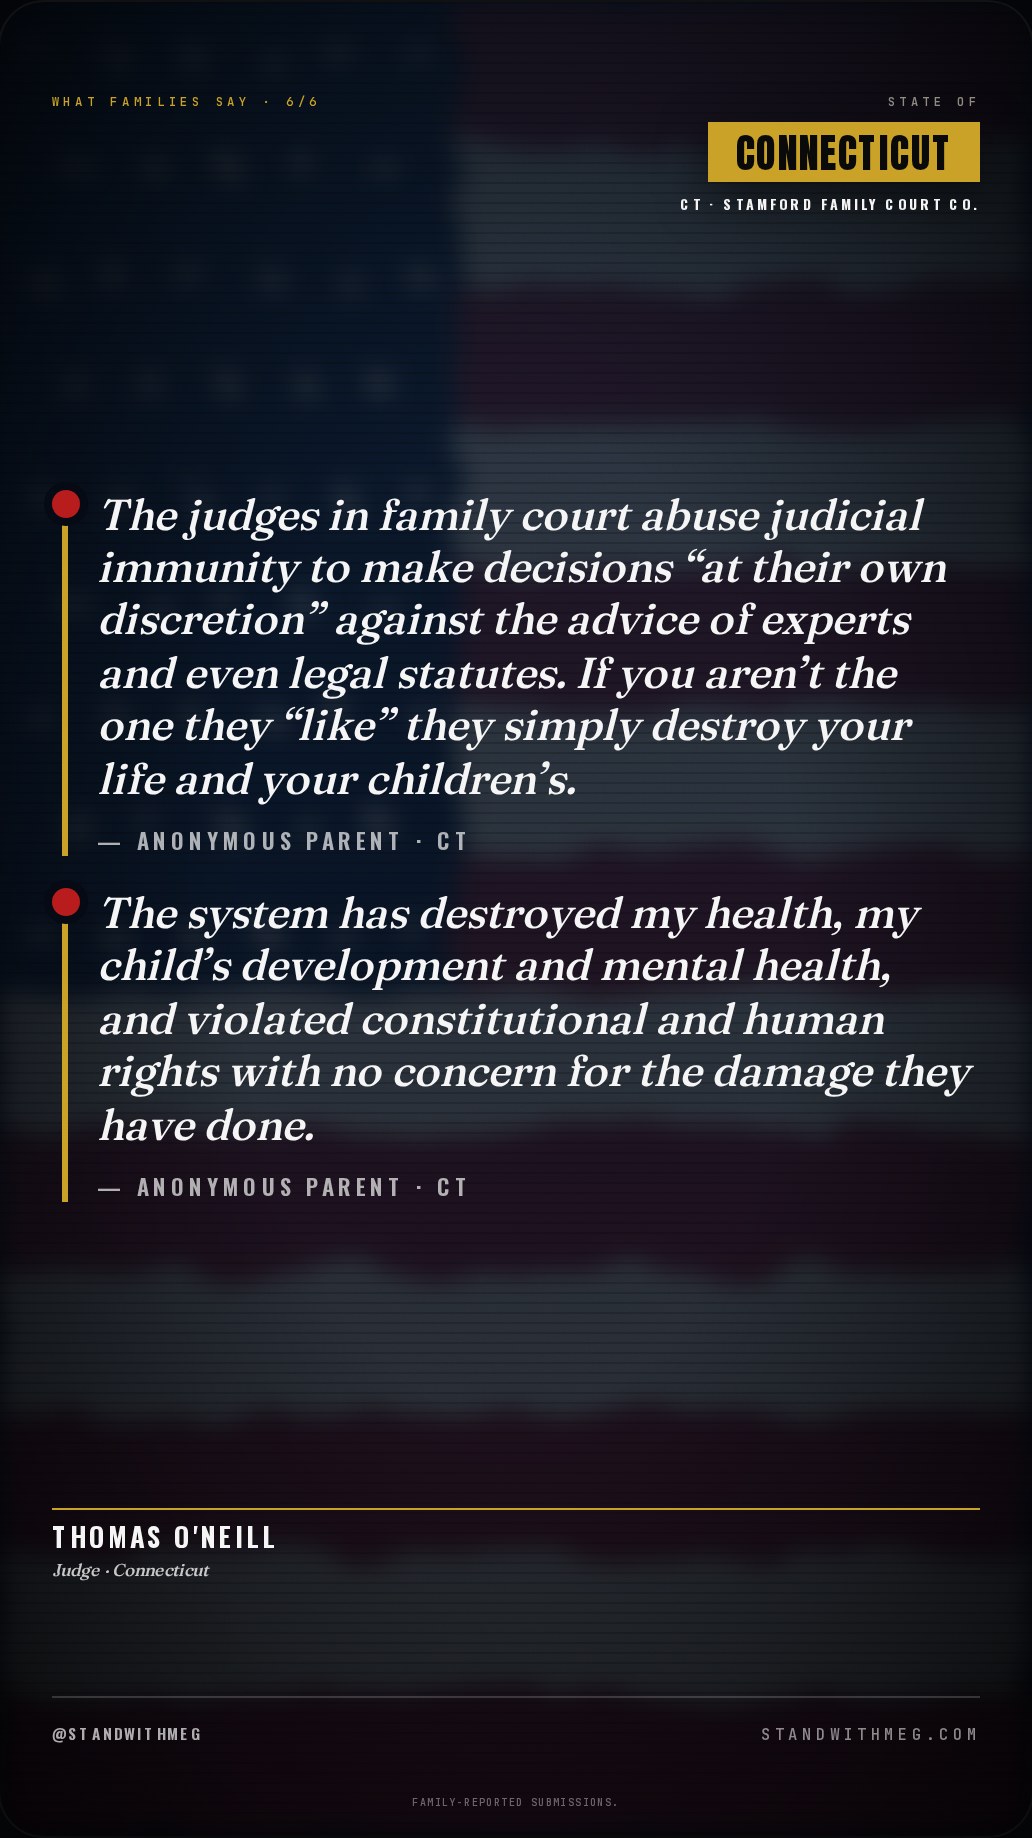 WHAT FAMILIES SAY · 6/6
STATE OF
CONNECTICUT
CT · STAMFORD FAMILY COURT CO.
The judges in family court abuse judicial
immunity to make decisions “at their own
discretion” against the advice of experts
and even legal statutes. If you aren’t the
one they “like” they simply destroy your
life and your children’s.
— ANONYMOUS PARENT · CT
The system has destroyed my health, my
child’s development and mental health,
and violated constitutional and human
rights with no concern for the damage they
have done.
— ANONYMOUS PARENT · CT
THOMAS O'NEILL
Judge · Connecticut
@STANDWITHMEG
STANDWITHMEG.COM
FAMILY-REPORTED SUBMISSIONS.